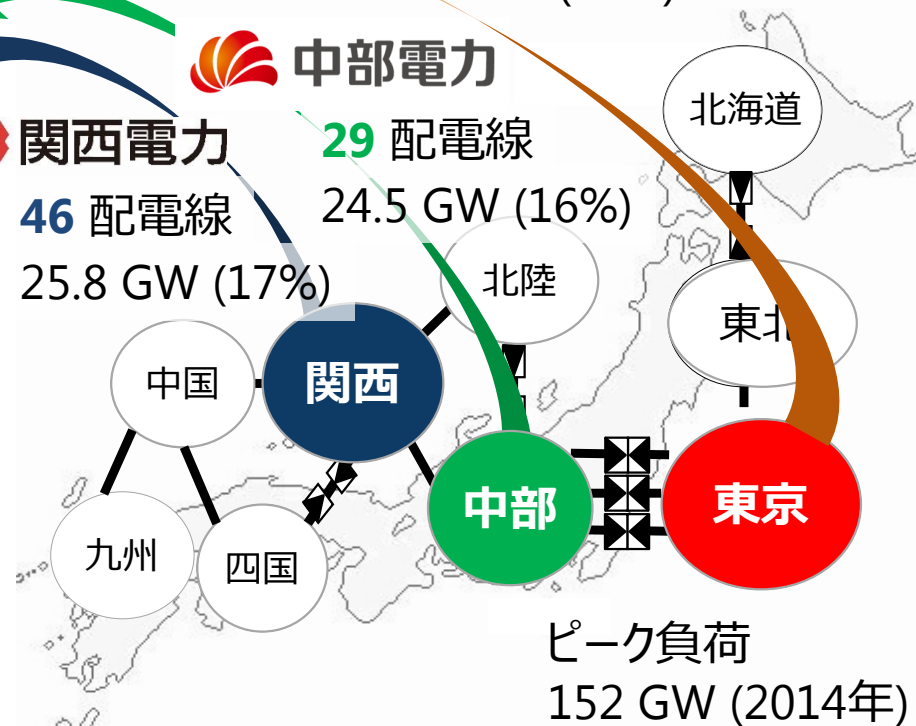 中部電力
関西電力
29 配電線
24.5 GW (16%)
46 配電線
25.8 GW (17%)
北海道
北陸
東北
中国
関西
中部
東京
九州
四国
ピーク負荷
152 GW (2014年)